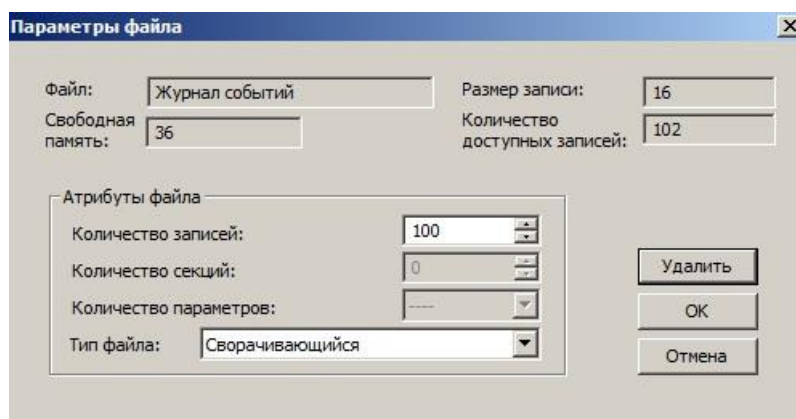 Параметры файла
Файл: Журнал событий Размер записи: 16
Свободная память: 36 Количество доступных записей: 102
Атрибуты файла
Количество записей: 100
Количество секций: 0
Количество параметров: ----
Тип файла: Сворачивающийся
Удалить
OK
Отмена